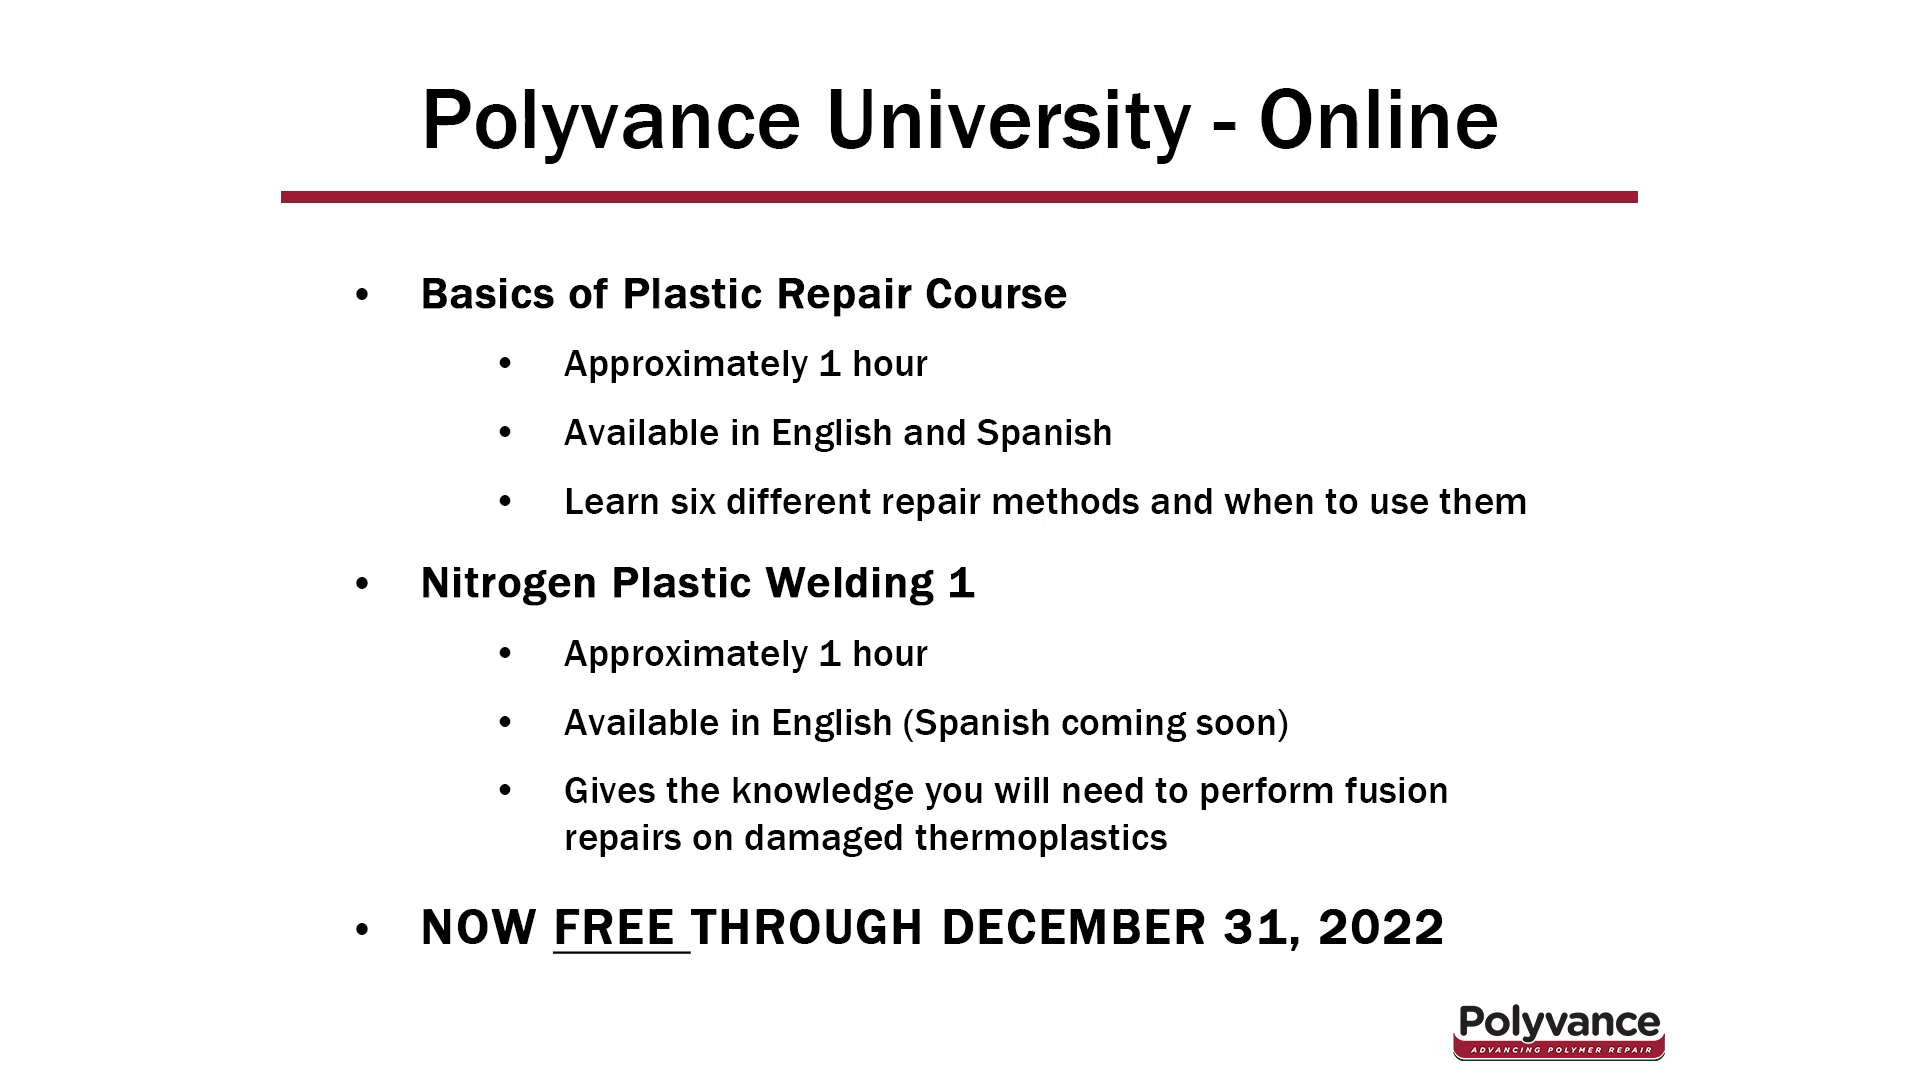 Polyvance University - Online
• Basics of Plastic Repair Course
• Approximately 1 hour
• Available in English and Spanish
• Learn six different repair methods and when to use them
• Nitrogen Plastic Welding 1
• Approximately 1 hour
• Available in English (Spanish coming soon)
• Gives the knowledge you will need to perform fusion
repairs on damaged thermoplastics
• NOW FREE THROUGH DECEMBER 31, 2022
Polyvance
ADVANCING POLYMER REPAIR